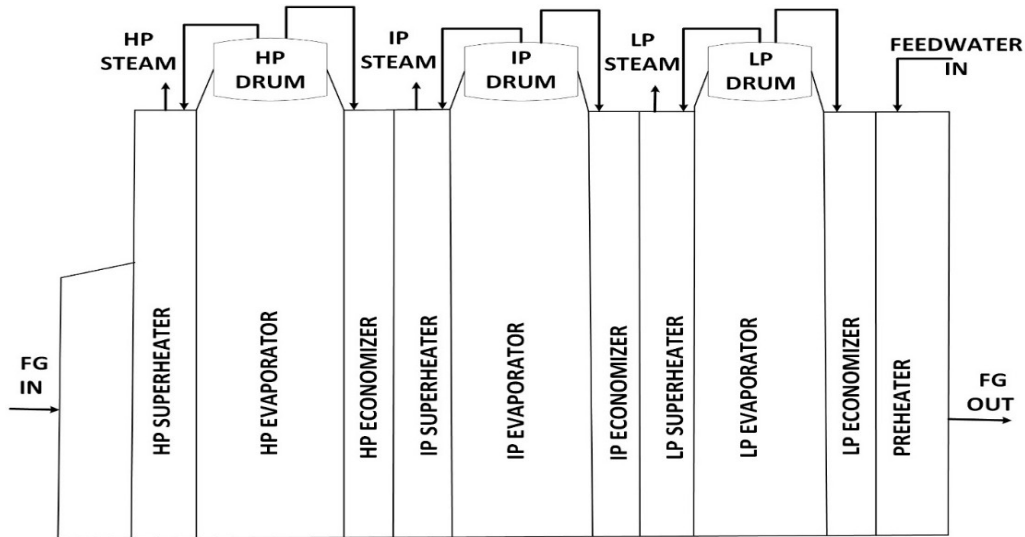 HP
STEAM
HP
DRUM
IP
STEAM
IP
DRUM
LP
STEAM
LP
DRUM
FEEDWATER
IN
FG
IN
HP SUPERHEATER
HP EVAPORATOR
HP ECONOMIZER
IP SUPERHEATER
IP EVAPORATOR
IP ECONOMIZER
LP SUPERHEATER
LP EVAPORATOR
LP ECONOMIZER
PREHEATER
FG
OUT